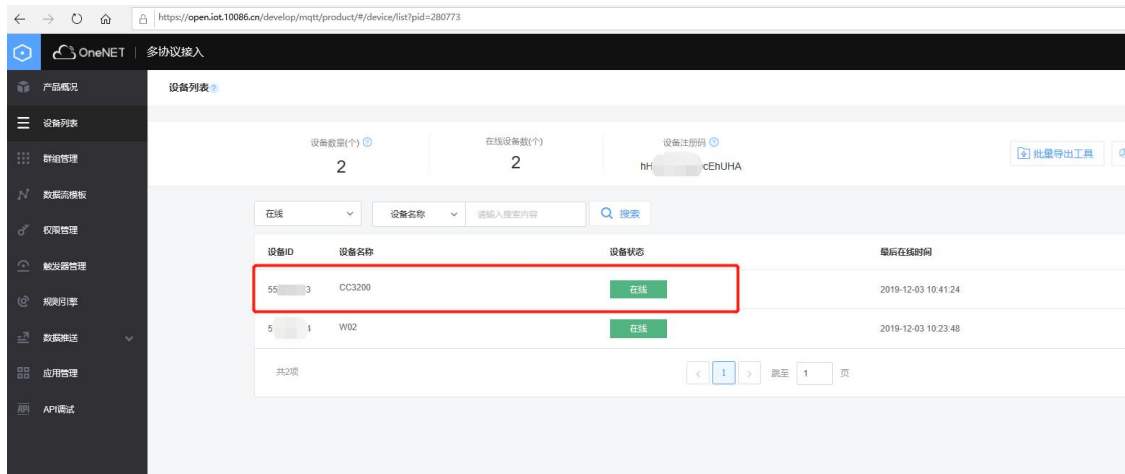 https://open.iot.10086.cn/develop/mqtt/product/#/device/list?pid=280773
OneNET | 多协议接入
产品概况
设备列表
群组管理
数据流模板
权限管理
触发器管理
规则引擎
数据推送
应用管理
API API调试
设备列表
设备数量(个) 在线设备数(个) 设备注册码
2 2 hH cEhUHA
批量导出工具
在线 设备名称 请输入搜索内容 搜索
设备ID 设备名称 设备状态 最后在线时间
55 3 CC3200 在线 2019-12-03 10:41:24
5 4 W02 在线 2019-12-03 10:23:48
共2项 < 1 > 跳至 1 页